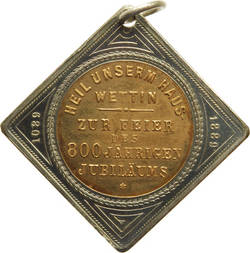 HEIL UNSERM HAUS
WETTIN
ZUR FEIER
DES
800 JÄHRIGEN
JUBILÄUMS
1089
1889